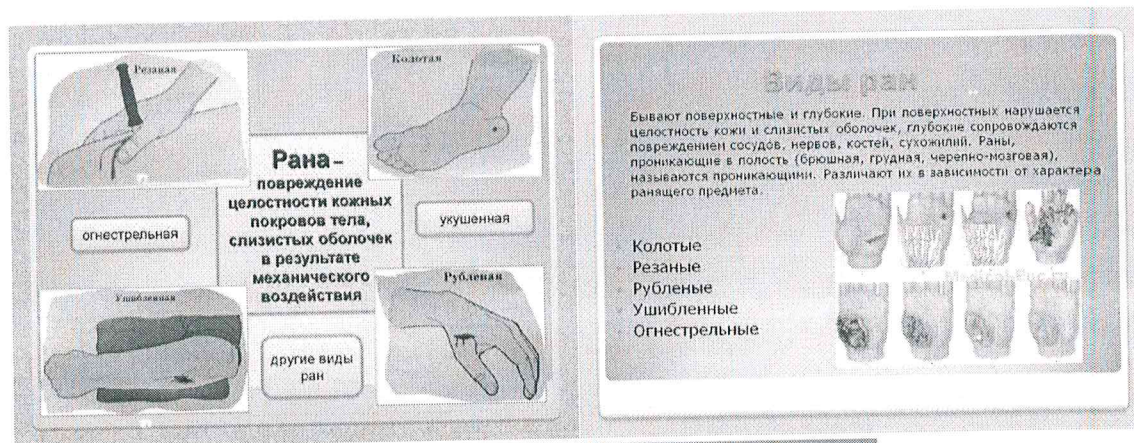 Резаная
Колотая
Рана –
повреждение
целостности кожных
покровов тела,
слизистых оболочек
в результате
механического
воздействия
огнестрельная
укушенная
Ушибленная
Рубленая
другие виды
ран
Виды ран
Бывают поверхностные и глубокие. При поверхностных нарушается
целостность кожи и слизистых оболочек, глубокие сопровождаются
повреждением сосудов, нервов, костей, сухожилий. Раны,
проникающие в полость (брюшная, грудная, черепно-мозговая),
называются проникающими. Различают их в зависимости от характера
ранящего предмета.
Колотые
Резаные
Рубленые
Ушибленные
Огнестрельные